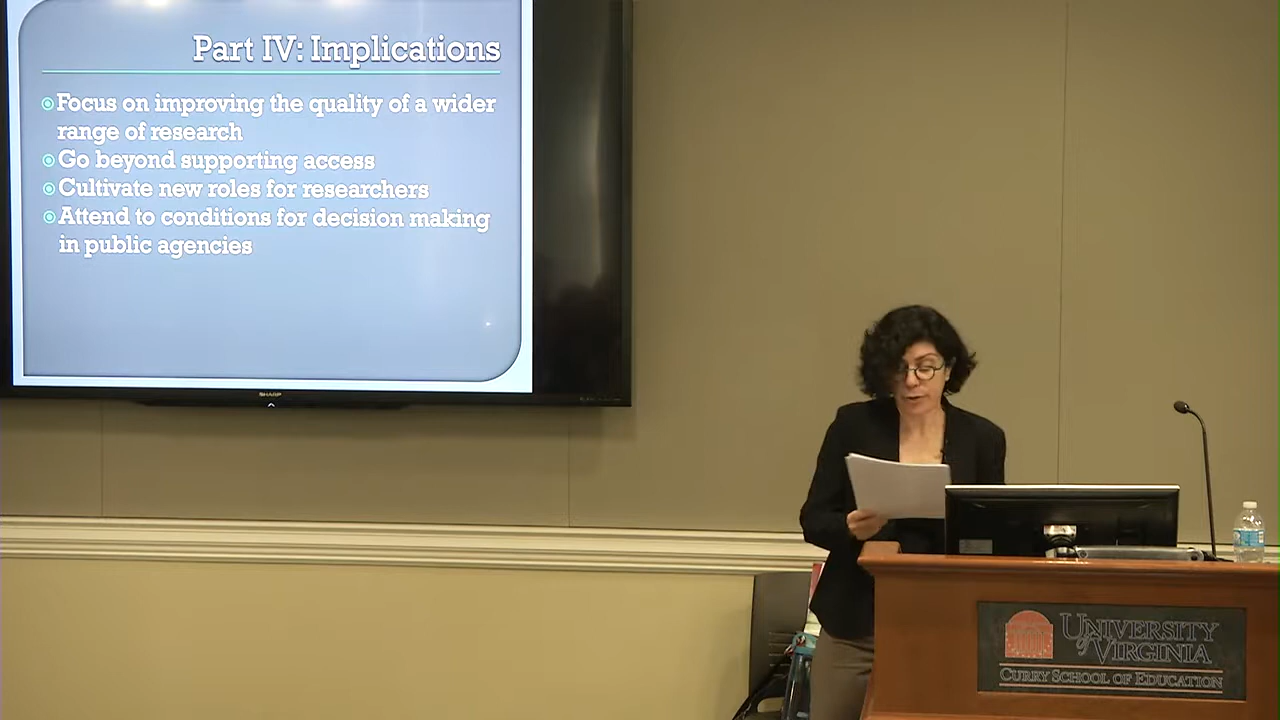 Part IV: Implications
Focus on improving the quality of a wider
range of research
Go beyond supporting access
Cultivate new roles for researchers
Attend to conditions for decision making
in public agencies
SHARP
UNIVERSITY
of VIRGINIA
CURRY SCHOOL OF EDUCATION